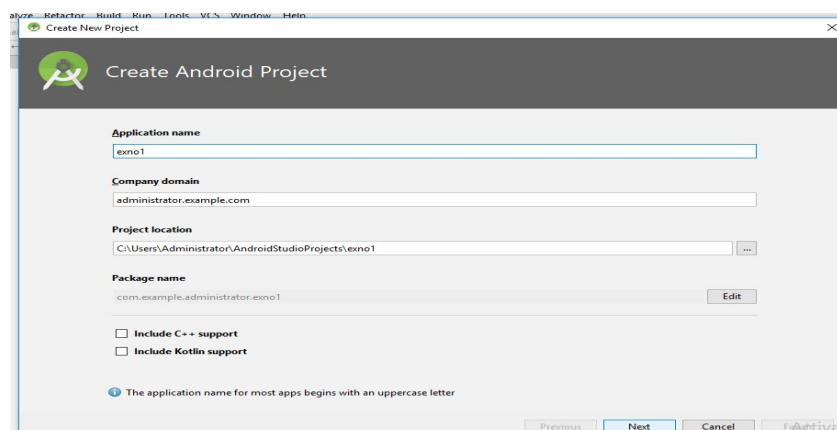 alyze Refactor Build Run Tools VCS Window Help
Create New Project
Create Android Project
Application name
exno1
Company domain
administrator.example.com
Project location
C:\Users\Administrator\AndroidStudioProjects\exno1
...
Package name
com.example.administrator.exno1
Edit
Include C++ support
Include Kotlin support
The application name for most apps begins with an uppercase letter
Previous Next Cancel